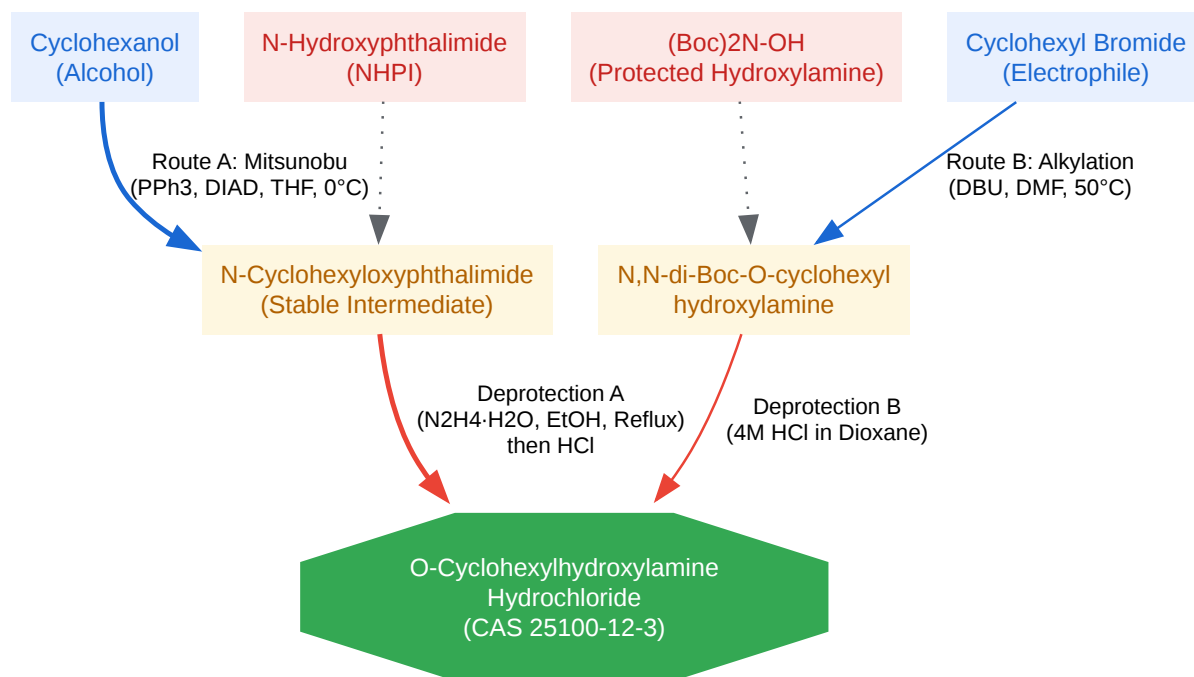 Cyclohexanol
(Alcohol)
N-Hydroxyphthalimide
(NHPI)
(Boc)2N-OH
(Protected Hydroxylamine)
Cyclohexyl Bromide
(Electrophile)
Route A: Mitsunobu
(PPh3, DIAD, THF, 0°C)
Route B: Alkylation
(DBU, DMF, 50°C)
N-Cyclohexyloxyphthalimide
(Stable Intermediate)
N,N-di-Boc-O-cyclohexyl
hydroxylamine
Deprotection A
(N2H4·H2O, EtOH, Reflux)
then HCl
Deprotection B
(4M HCl in Dioxane)
O-Cyclohexylhydroxylamine
Hydrochloride
(CAS 25100-12-3)